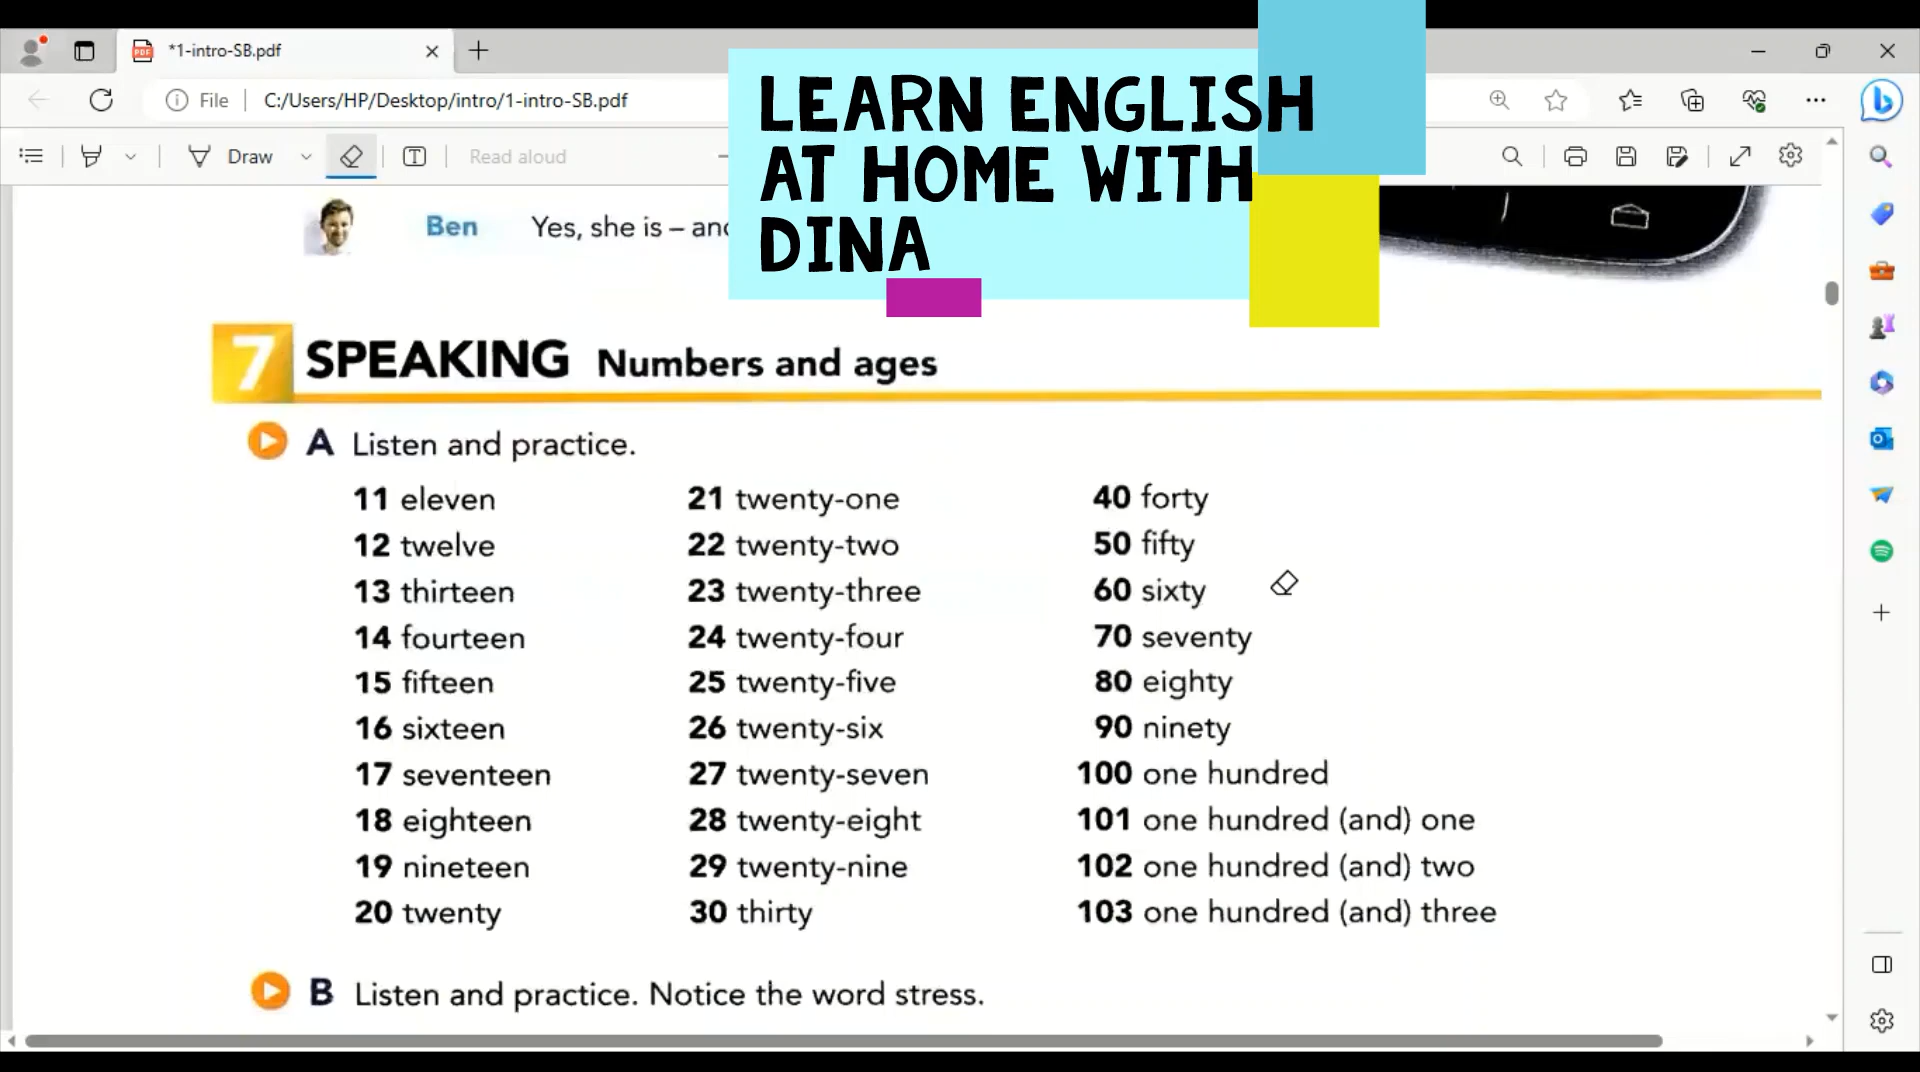 *1-intro-SB.pdf
File C:/Users/HP/Desktop/intro/1-intro-SB.pdf
LEARN ENGLISH
AT HOME WITH
DINA
Draw
Read aloud
Ben Yes, she is –
7 SPEAKING Numbers and ages
A Listen and practice.
11 eleven 21 twenty-one 40 forty
12 twelve 22 twenty-two 50 fifty
13 thirteen 23 twenty-three 60 sixty
14 fourteen 24 twenty-four 70 seventy
15 fifteen 25 twenty-five 80 eighty
16 sixteen 26 twenty-six 90 ninety
17 seventeen 27 twenty-seven 100 one hundred
18 eighteen 28 twenty-eight 101 one hundred (and) one
19 nineteen 29 twenty-nine 102 one hundred (and) two
20 twenty 30 thirty 103 one hundred (and) three
B Listen and practice. Notice the word stress.